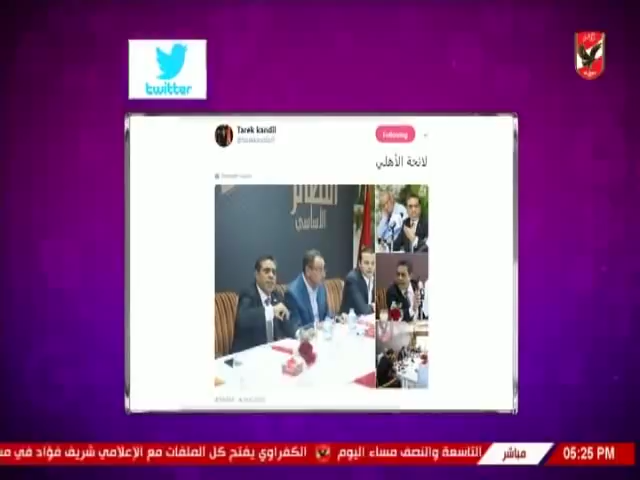 twitter
Tarek kandil
Following
لائحة الأهلي
النظام
الأساسي
05:25 PM
مباشر
التاسعة والنصف مساء اليوم
الكفراوي يفتح كل الملفات مع الإعلامي شريف فؤاد في